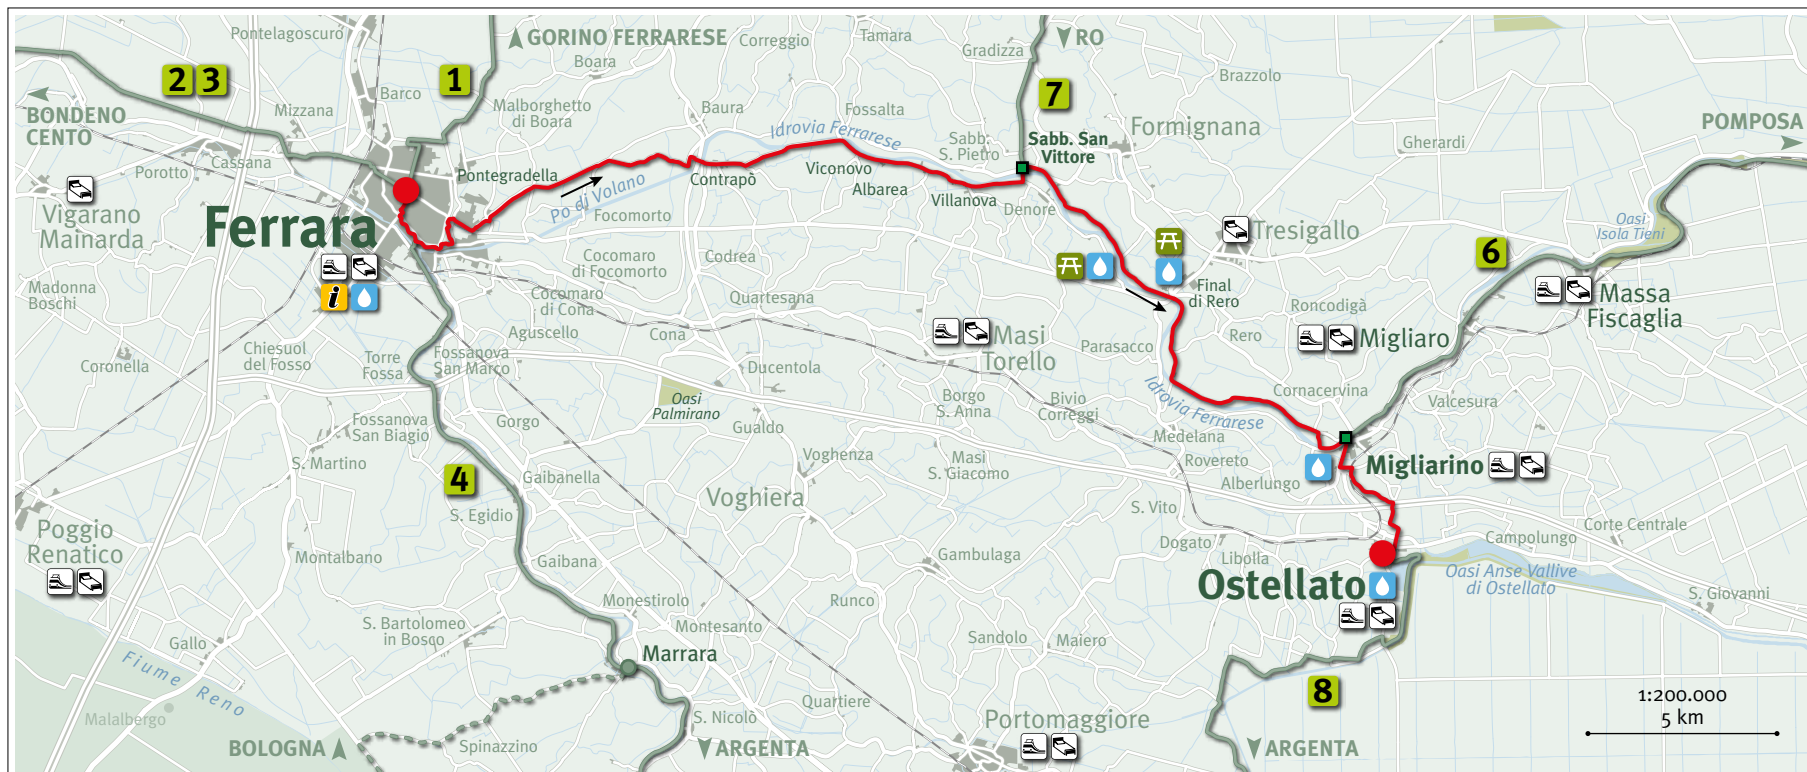 Pontelagoscuro
GORINO FERRARESE
Correggio
Tamara
RO
Gradizza
Boara
Brazzolo
2 3
1
7
Barco
Mizzana
BONDENO
CENTO
Malborghetto
di Boara
Baura
Fossalta
Idrovia Ferrarese
Sabb.
S. Pietro
Sabb. San
Vittore
Formignana
Gherardi
POMPOSA
Cassana
Porotto
Pontegradella
Contrapò
Viconovo
Albarea
Villanova
Denore
Po di Volano
Focomorto
Vigarano
Mainarda
Ferrara
Tresigallo
Oasi
Isola Tieni
6
Cocomaro
di Focomorto
Codrea
Madonna
Boschi
i
Cocomaro
di Cona
Quartesana
Final
di Rero
Roncodigà
Massa
Fiscaglia
Aguscello
Cona
Masi
Torello
Parasacco
Rero
Migliaro
Chiesuol
del Fosso
Torre
Fossa
Fossanova
San Marco
Coronella
Ducentola
Idrovia Ferrarese
Cornacervina
Valcesura
Oasi
Palmirano
Borgo
S. Anna
Bivio
Correggi
Fossanova
San Biagio
Gorgo
Gualdo
Medelana
Voghenza
Masi
S. Giacomo
Rovereto
Migliarino
S. Martino
4
Gaibanella
Alberlungo
Voghiera
S. Vito
S. Egidio
Poggio
Renatico
Corte Centrale
Campolungo
Dogato
Libolla
Montalbano
Gaibana
Gambulaga
Ostellato
Oasi Anse Vallive
di Ostellato
S. Giovanni
Monestirolo
Runco
S. Bartolomeo
in Bosco
Montesanto
Sandolo
Maiero
Gallo
Marrara
Fiume Reno
8
1:200.000
5 km
Malalbergo
Quartiere
S. Nicolò
Portomaggiore
BOLOGNA
Spinazzino
ARGENTA
ARGENTA